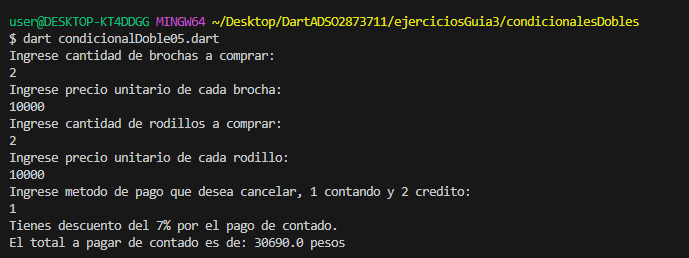 user@DESKTOP-KT4DDGG MINGW64 ~/Desktop/DartADSO2873711/ejerciciosGuia3/condicionalesDobles
$ dart condicionalDoble05.dart
Ingrese cantidad de brochas a comprar:
2
Ingrese precio unitario de cada brocha:
10000
Ingrese cantidad de rodillos a comprar:
2
Ingrese precio unitario de cada rodillo:
10000
Ingrese metodo de pago que desea cancelar, 1 contando y 2 credito:
1
Tienes descuento del 7% por el pago de contado.
El total a pagar de contado es de: 30690.0 pesos